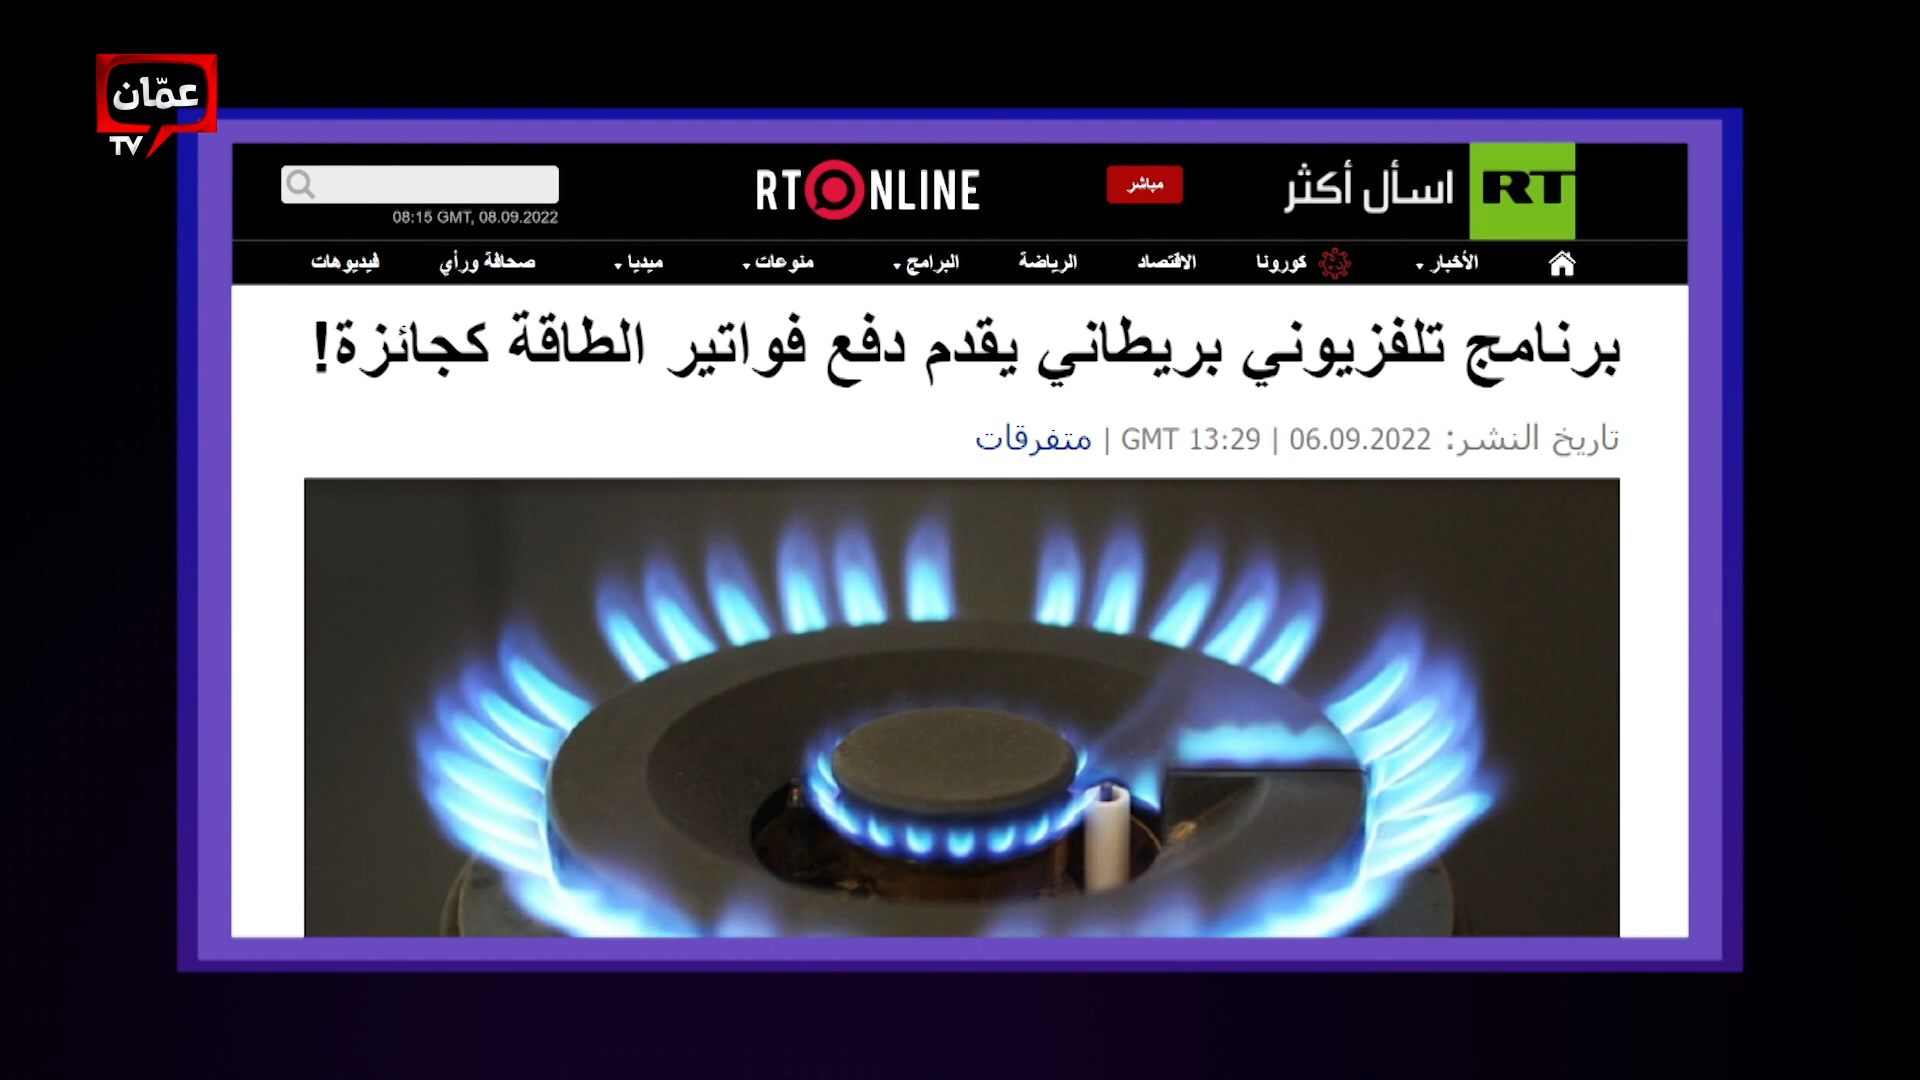 عمّان
TV
RT اسأل أكثر
مباشر
RTONLINE
08:15 GMT, 08.09.2022
الأخبار كورونا الاقتصاد الرياضة البرامج منوعات ميديا صحافة ورأي فيديوهات
برنامج تلفزيوني بريطاني يقدم دفع فواتير الطاقة كجائزة!
تاريخ النشر: 06.09.2022 | 13:29 GMT | متفرقات